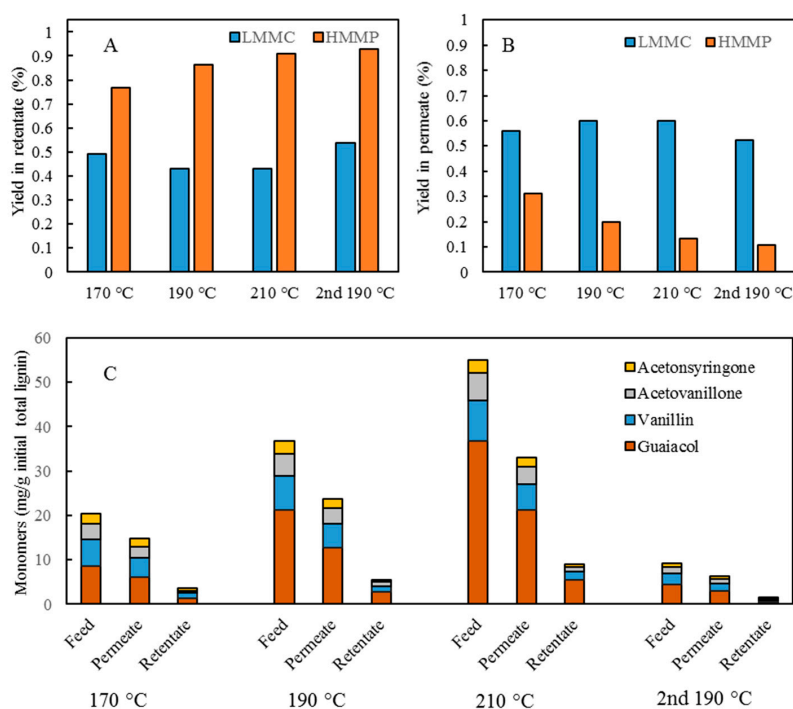 A
LMMC HMMP
Yield in retentate (%)
1
0.9
0.8
0.7
0.6
0.5
0.4
0.3
0.2
0.1
0
170 °C 190 °C 210 °C 2nd 190 °C
B
LMMC HMMP
Yield in permeate (%)
1
0.9
0.8
0.7
0.6
0.5
0.4
0.3
0.2
0.1
0
170 °C 190 °C 210 °C 2nd 190 °C
C
Monomers (mg/g initial total lignin)
60
50
40
30
20
10
0
Acetonsyringone
Acetovanillone
Vanillin
Guaiacol
Feed Permeate Retentate Feed Permeate Retentate Feed Permeate Retentate Feed Permeate Retentate
170 °C 190 °C 210 °C 2nd 190 °C